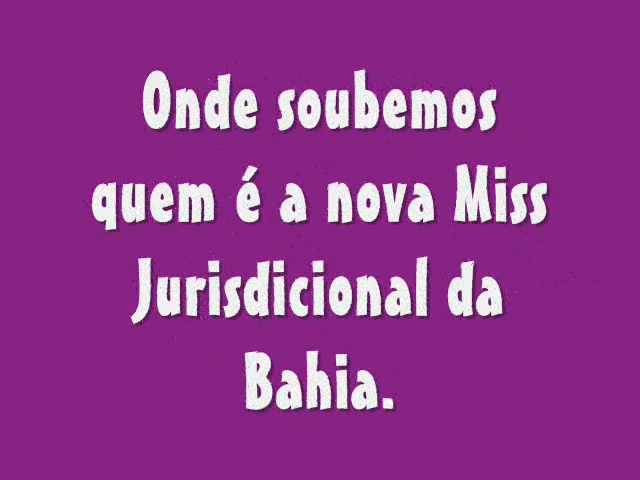 Onde soubemos
quem é a nova Miss
Jurisdicional da
Bahia.